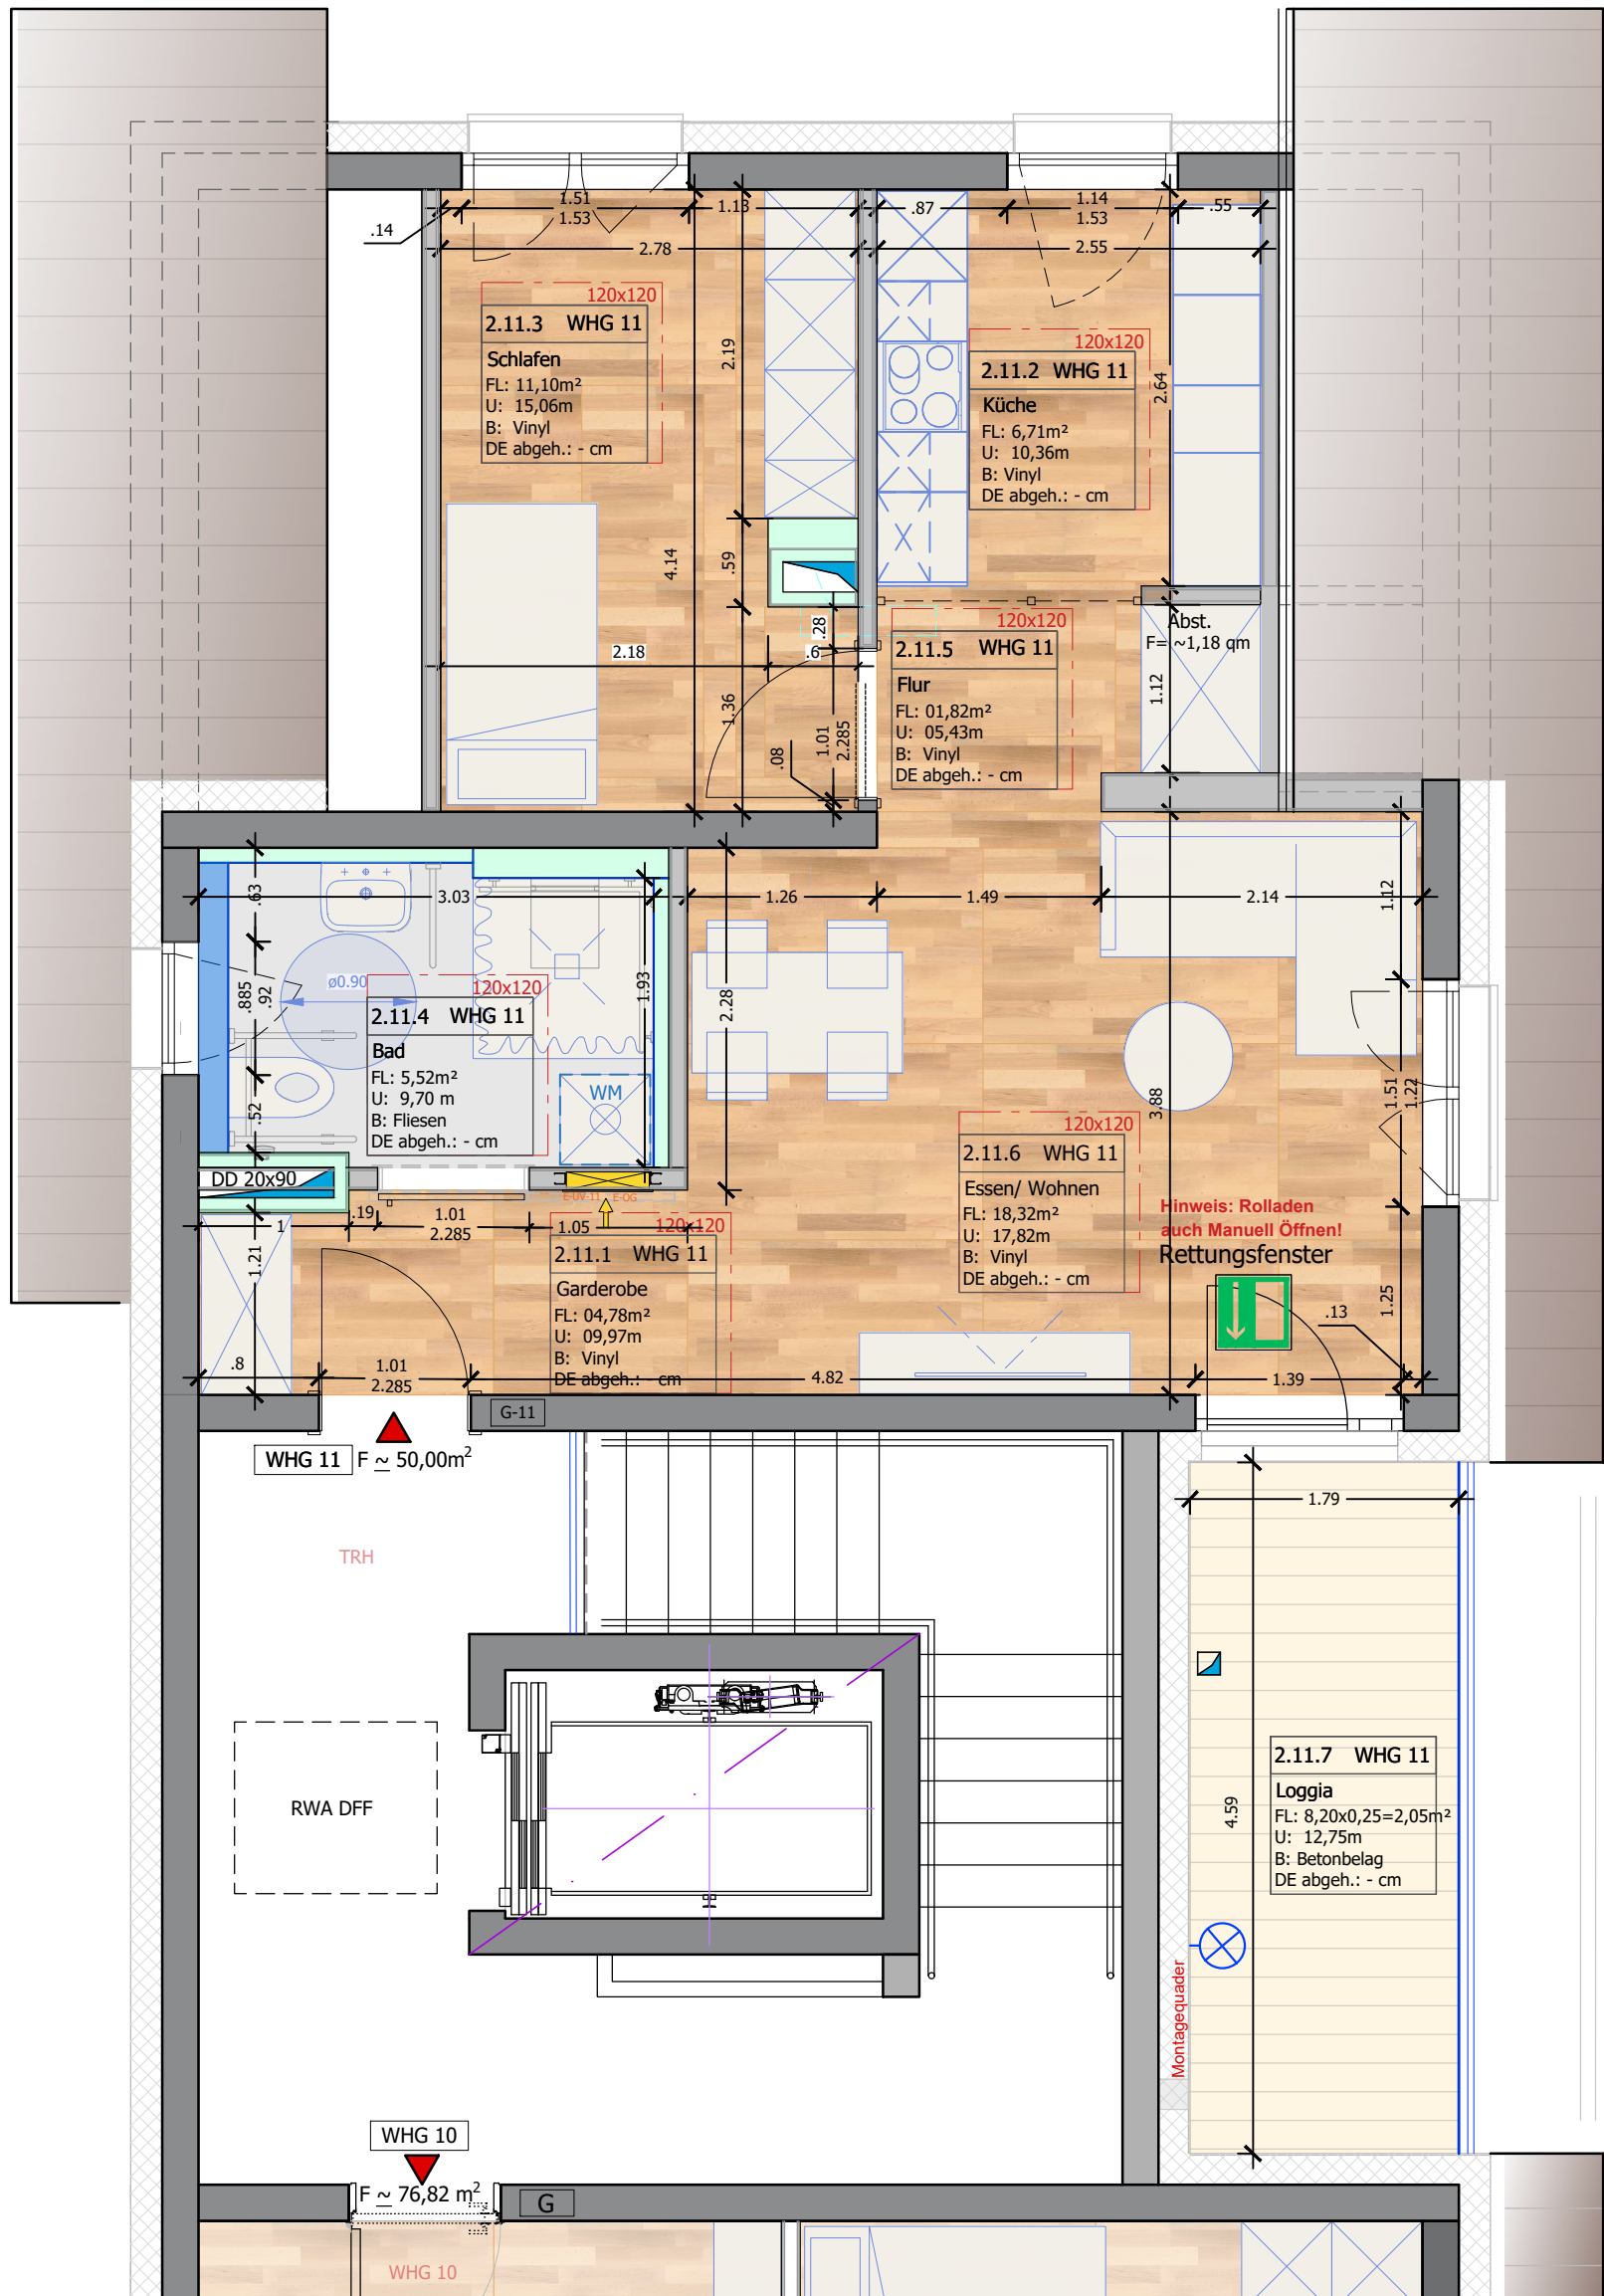 1.51
1.53
1.13
.87
1.14
1.53
.55
.14
2.78
2.55
120x120
2.11.3 WHG 11
Schlafen
FL: 11,10m²
U: 15,06m
B: Vinyl
DE abgeh.: - cm
2.19
120x120
2.11.2 WHG 11
Küche
FL: 6,71m²
U: 10,36m
B: Vinyl
DE abgeh.: - cm
2.64
4.14
.59
.28
.6
2.18
1.36
.08
1.01
2.285
120x120
2.11.5 WHG 11
Flur
FL: 01,82m²
U: 05,43m
B: Vinyl
DE abgeh.: - cm
Abst.
F= ~1,18 qm
1.12
.63
3.03
1.26
1.49
2.14
1.12
ø0.90
.885
.92
120x120
2.11.4 WHG 11
Bad
FL: 5,52m²
U: 9,70 m
B: Fliesen
DE abgeh.: - cm
1.93
2.28
WM
.52
3.88
1.51
1.22
120x120
2.11.6 WHG 11
Essen/ Wohnen
FL: 18,32m²
U: 17,82m
B: Vinyl
DE abgeh.: - cm
DD 20x90
E-UV-11
E-OG
Hinweis: Rolladen
auch Manuell Öffnen!
Rettungsfenster
1
.19
1.01
2.285
1.05
1.21
120x120
2.11.1 WHG 11
Garderobe
FL: 04,78m²
U: 09,97m
B: Vinyl
DE abgeh.: - cm
.13
1.25
.8
1.01
2.285
4.82
1.39
G-11
WHG 11 F ~ 50,00m²
1.79
TRH
RWA DFF
4.59
2.11.7 WHG 11
Loggia
FL: 8,20x0,25=2,05m²
U: 12,75m
B: Betonbelag
DE abgeh.: - cm
Montagequader
WHG 10
F ~ 76,82 m²
G
WHG 10